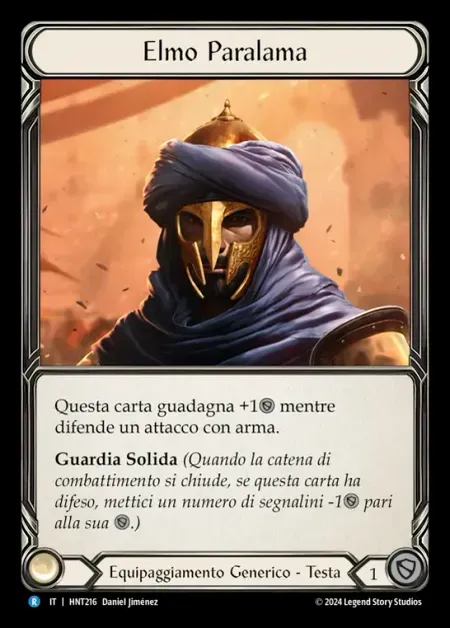 Elmo Paralama
Questa carta guadagna +1 mentre
difende un attacco con arma.
Guardia Solida (Quando la catena di
combattimento si chiude, se questa carta ha
difeso, mettici un numero di segnalini -1 pari
alla sua .)
Equipaggiamento Generico - Testa
1
R IT | HNT216 Daniel Jiménez
© 2024 Legend Story Studios